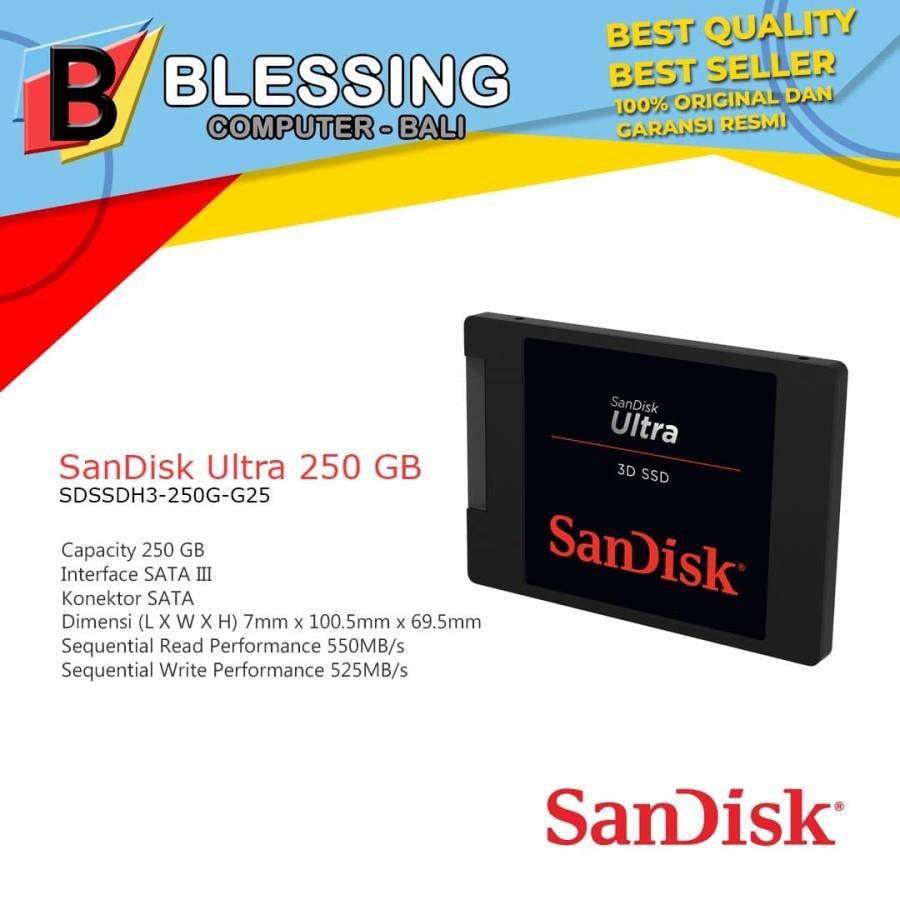 B
BLESSING
COMPUTER - BALI
BEST QUALITY
BEST SELLER
100% ORIGINAL DAN
GARANSI RESMI
SanDisk
Ultra
3D SSD
SanDisk®
SanDisk Ultra 250 GB
SDSSDH3-250G-G25
Capacity 250 GB
Interface SATA III
Konektor SATA
Dimensi (L X W X H) 7mm x 100.5mm x 69.5mm
Sequential Read Performance 550MB/s
Sequential Write Performance 525MB/s
SanDisk®